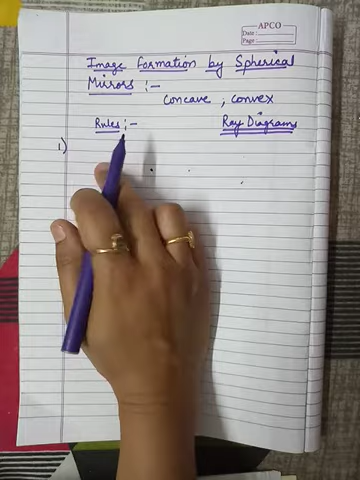 APCO
Date :
Page :
Image Formation by Spherical
Mirrors :-
Concave , convex
Rules :-
Ray Diagrams
1)